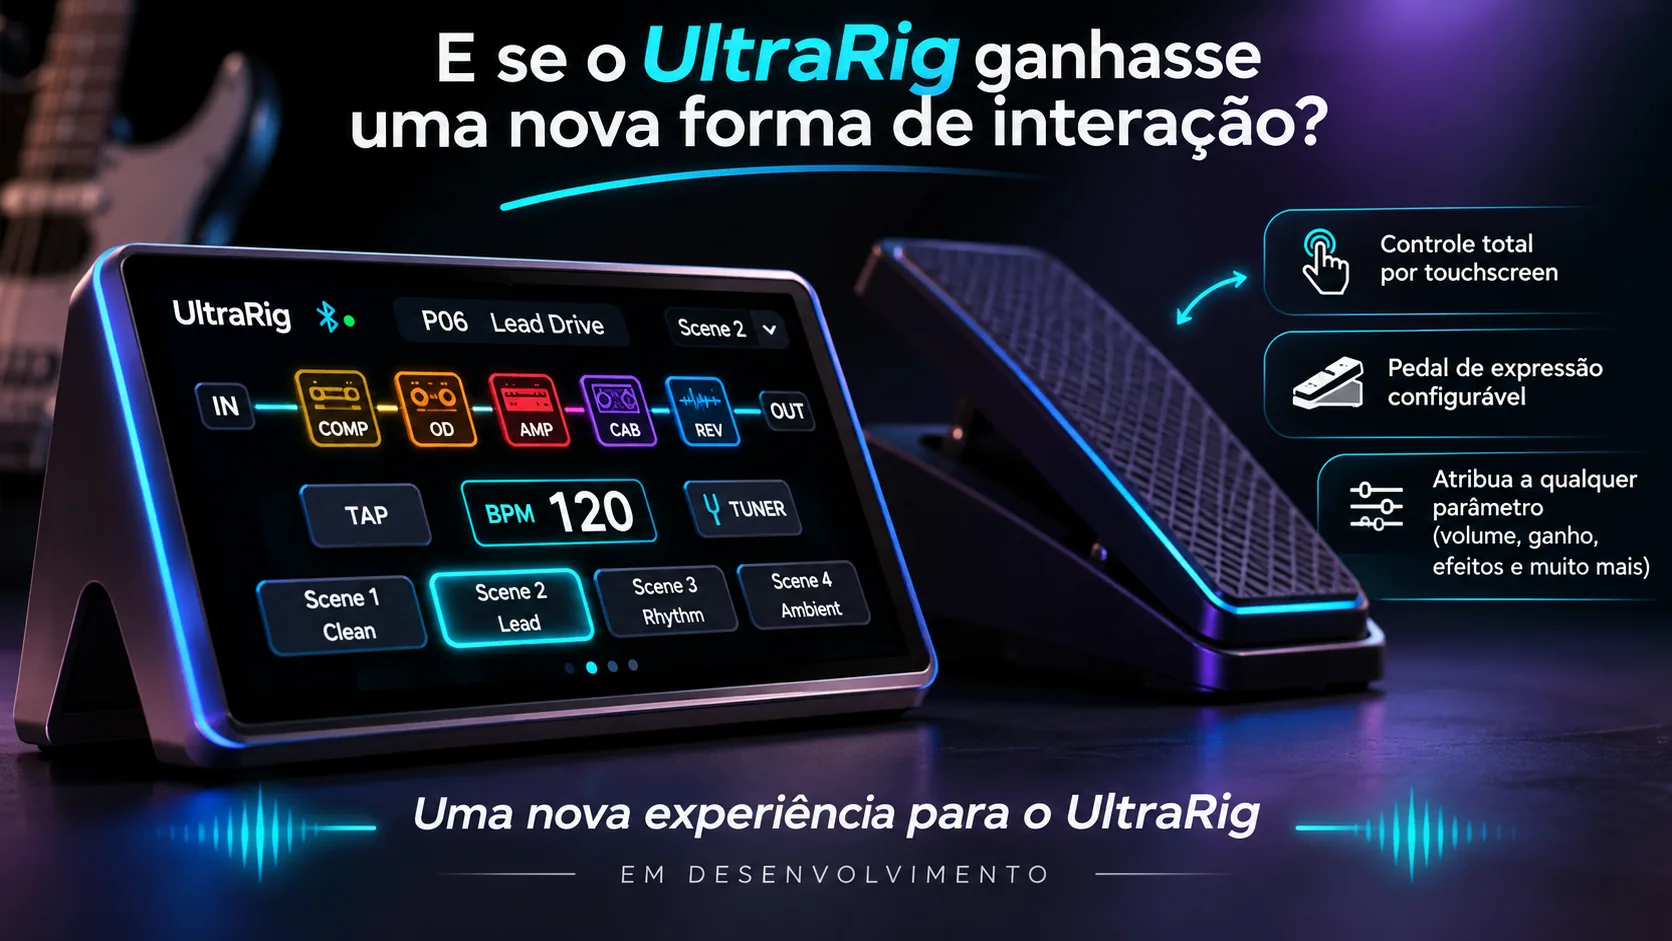 E se o UltraRig ganhasse
uma nova forma de interação?
UltraRig
P06 Lead Drive
Scene 2
IN
COMP
OD
AMP
CAB
REV
OUT
TAP
BPM 120
TUNER
Scene 1
Clean
Scene 2
Lead
Scene 3
Rhythm
Scene 4
Ambient
Controle total
por touchscreen
Pedal de expressão
configurável
Atribua a qualquer
parâmetro
(volume, ganho,
efeitos e muito mais)
Uma nova experiência para o UltraRig
EM DESENVOLVIMENTO